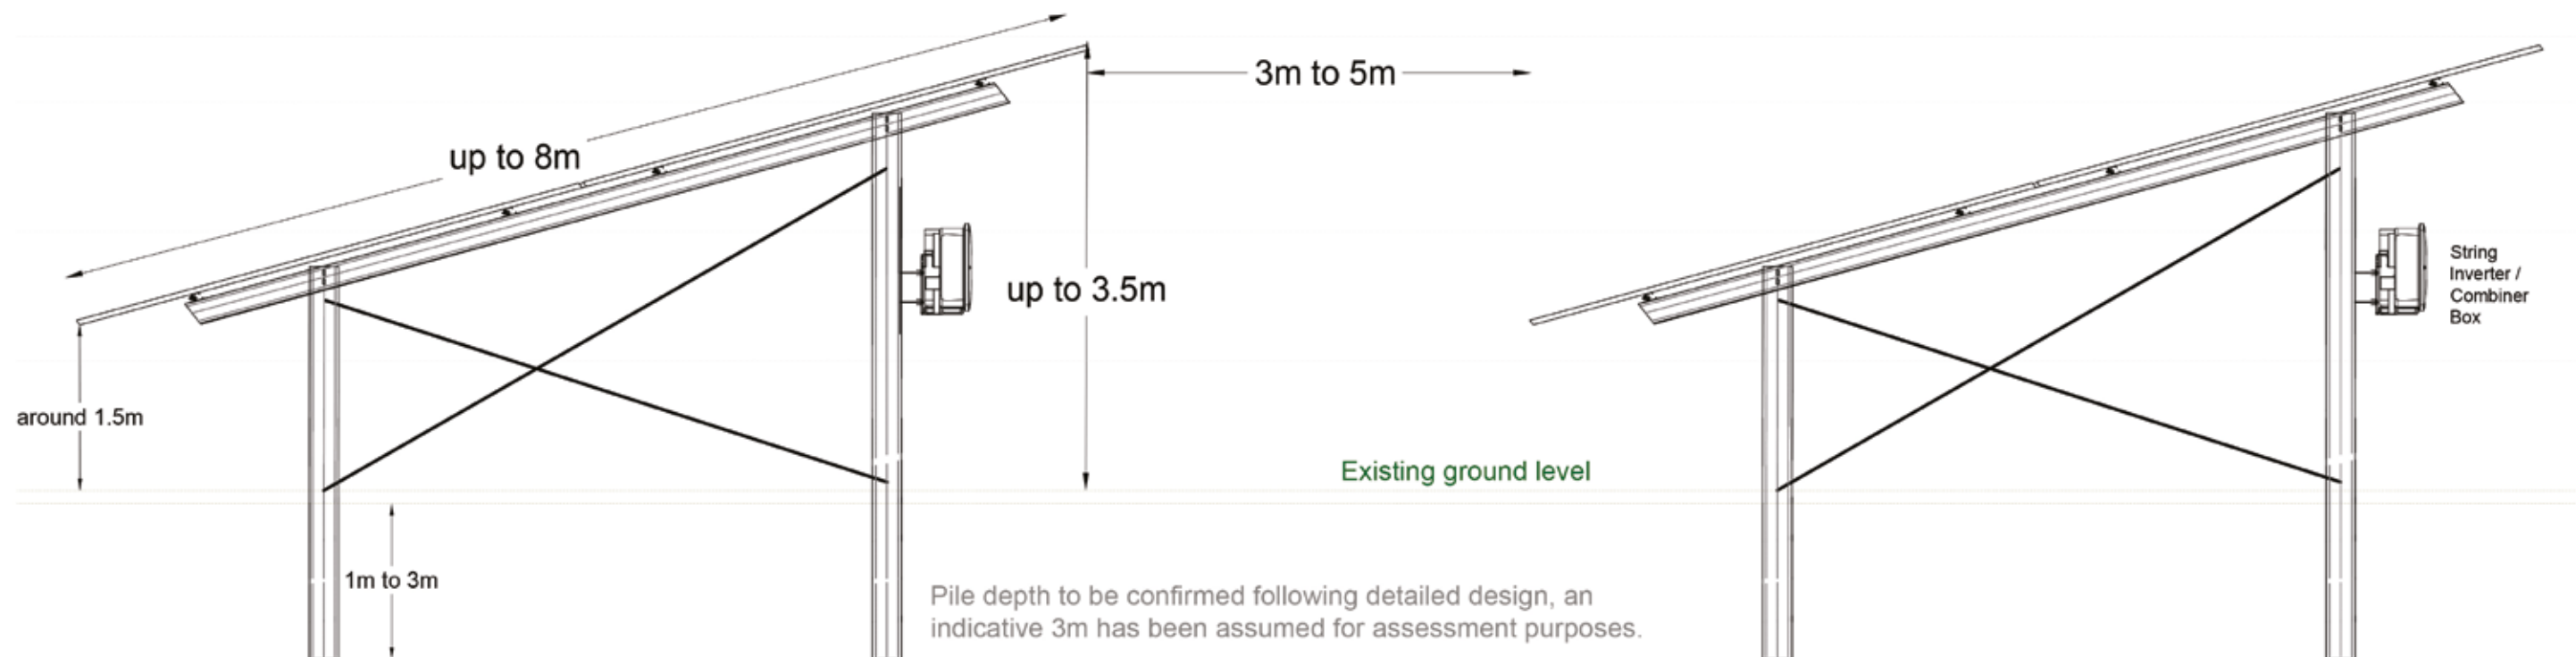 3m to 5m
up to 8m
String
Inverter /
Combiner
Box
up to 3.5m
around 1.5m
Existing ground level
1m to 3m
Pile depth to be confirmed following detailed design, an
indicative 3m has been assumed for assessment purposes.